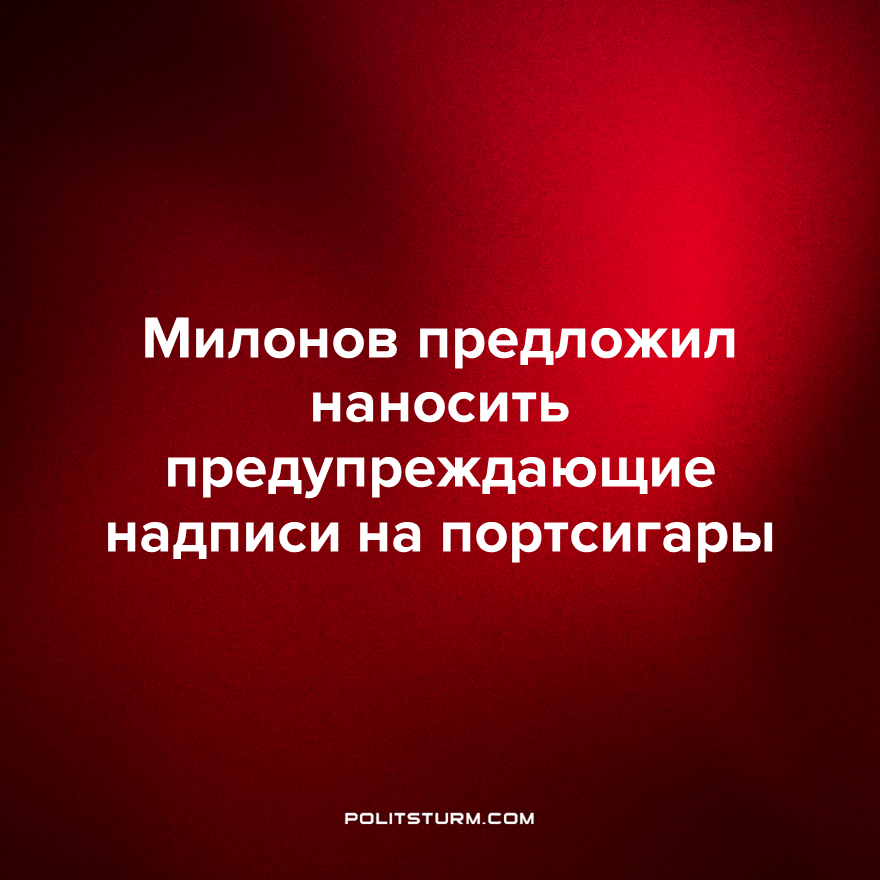 Милонов предложил
наносить
предупреждающие
надписи на портсигары
POLITSTURM.COM